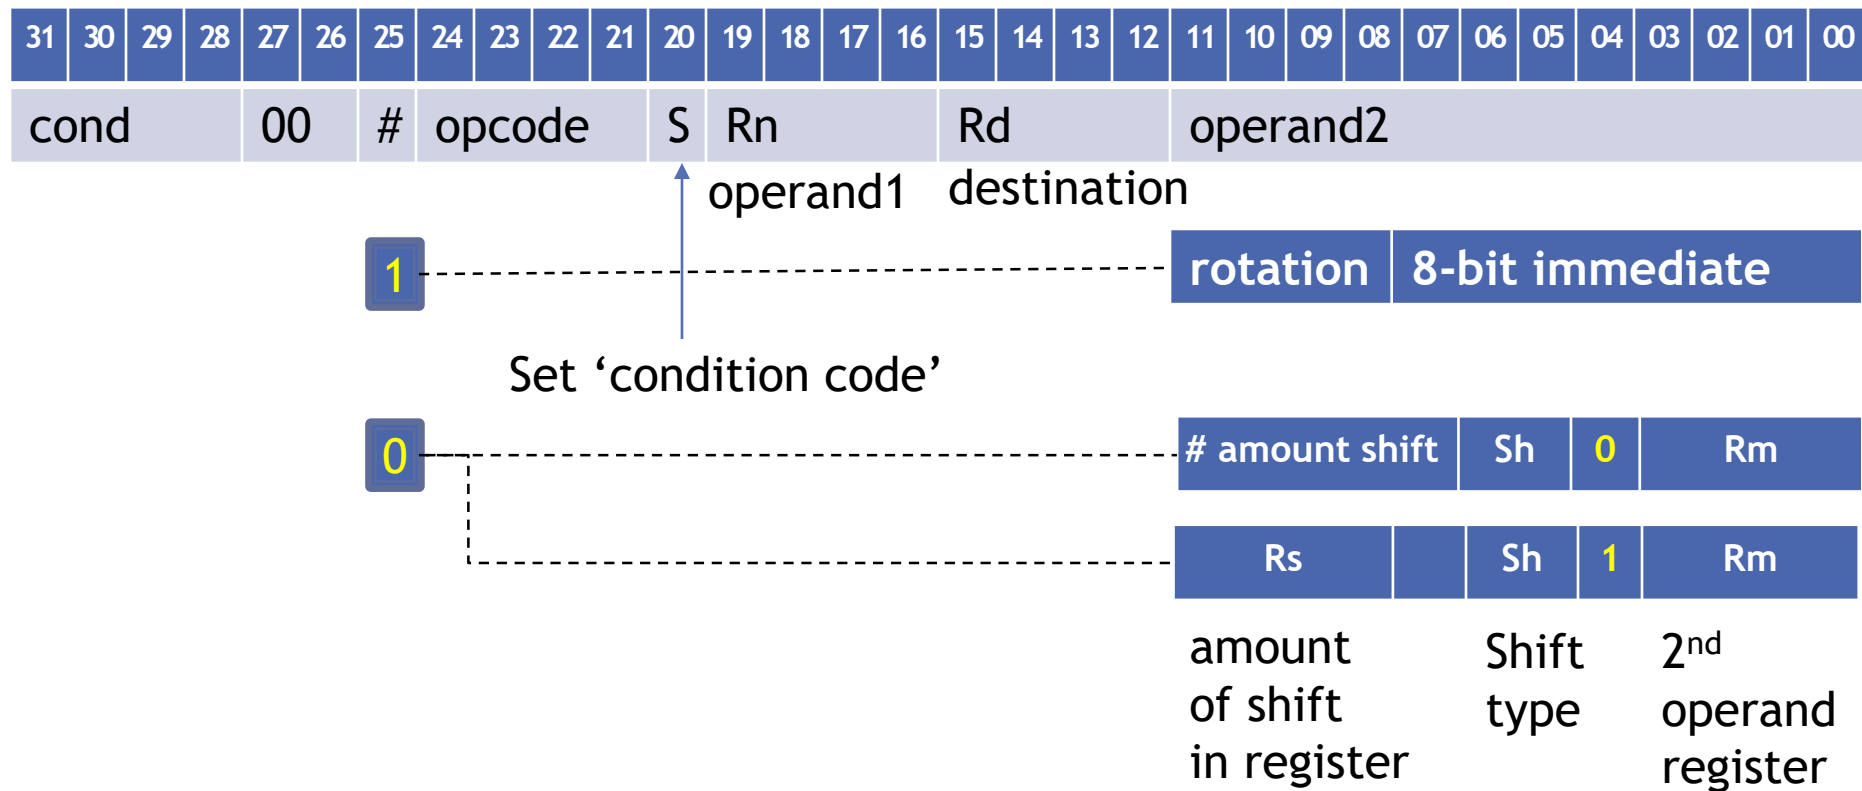 31 30 29 28 27 26 25 24 23 22 21 20 19 18 17 16 15 14 13 12 11 10 09 08 07 06 05 04 03 02 01 00
cond 00 # opcode S Rn Rd operand2
operand1 destination
1 rotation 8-bit immediate
Set ‘condition code’
0 # amount shift Sh 0 Rm
Rs Sh 1 Rm
amount Shift 2nd
of shift type operand
in register register